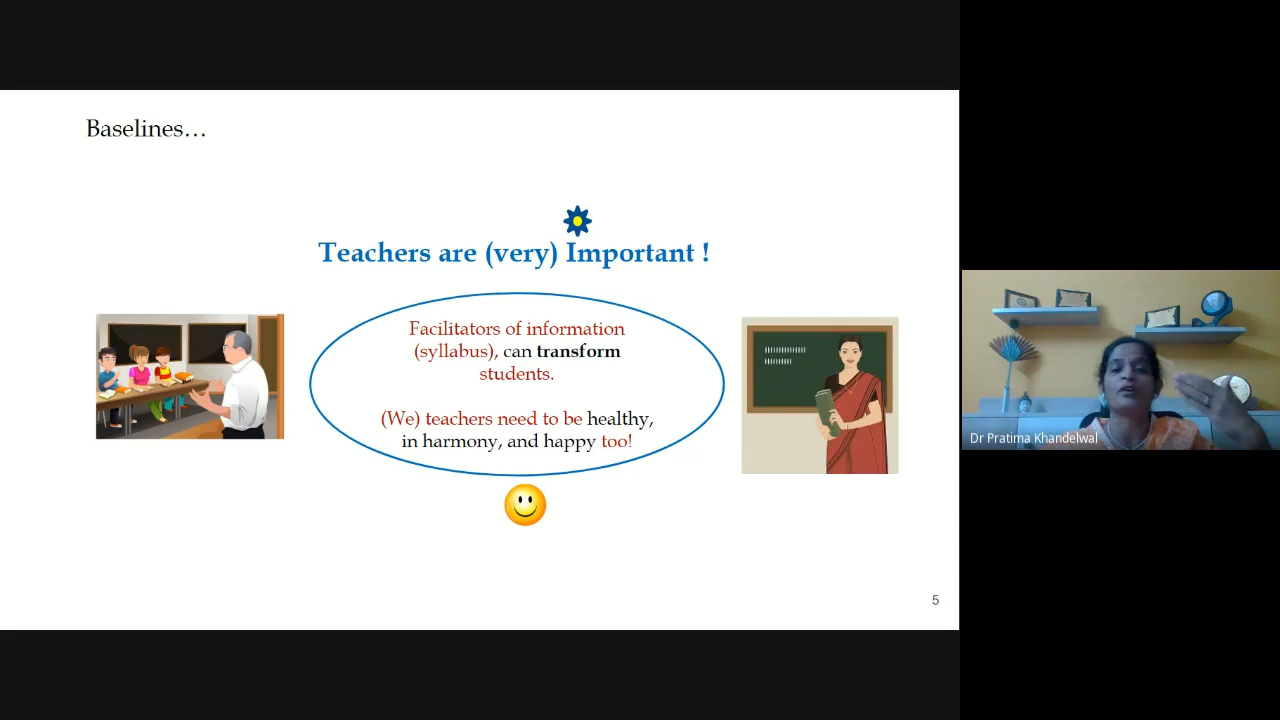 Baselines...
Teachers are (very) Important !
Facilitators of information
(syllabus), can transform
students.
(We) teachers need to be healthy,
in harmony, and happy too!
5
Dr Pratima Khandelwal